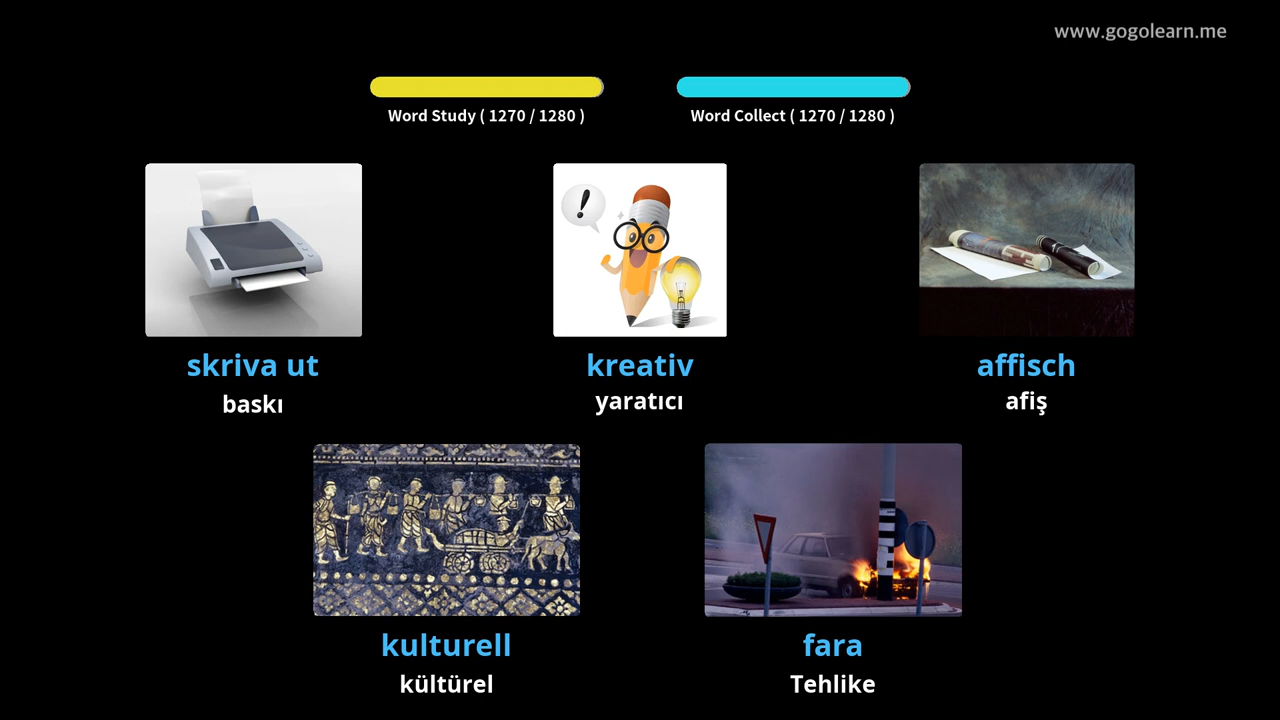 www.gogolearn.me
Word Study ( 1270 / 1280 )
Word Collect ( 1270 / 1280 )
skriva ut
baskı
kreativ
yaratıcı
affisch
afiş
kulturell
kültürel
fara
Tehlike